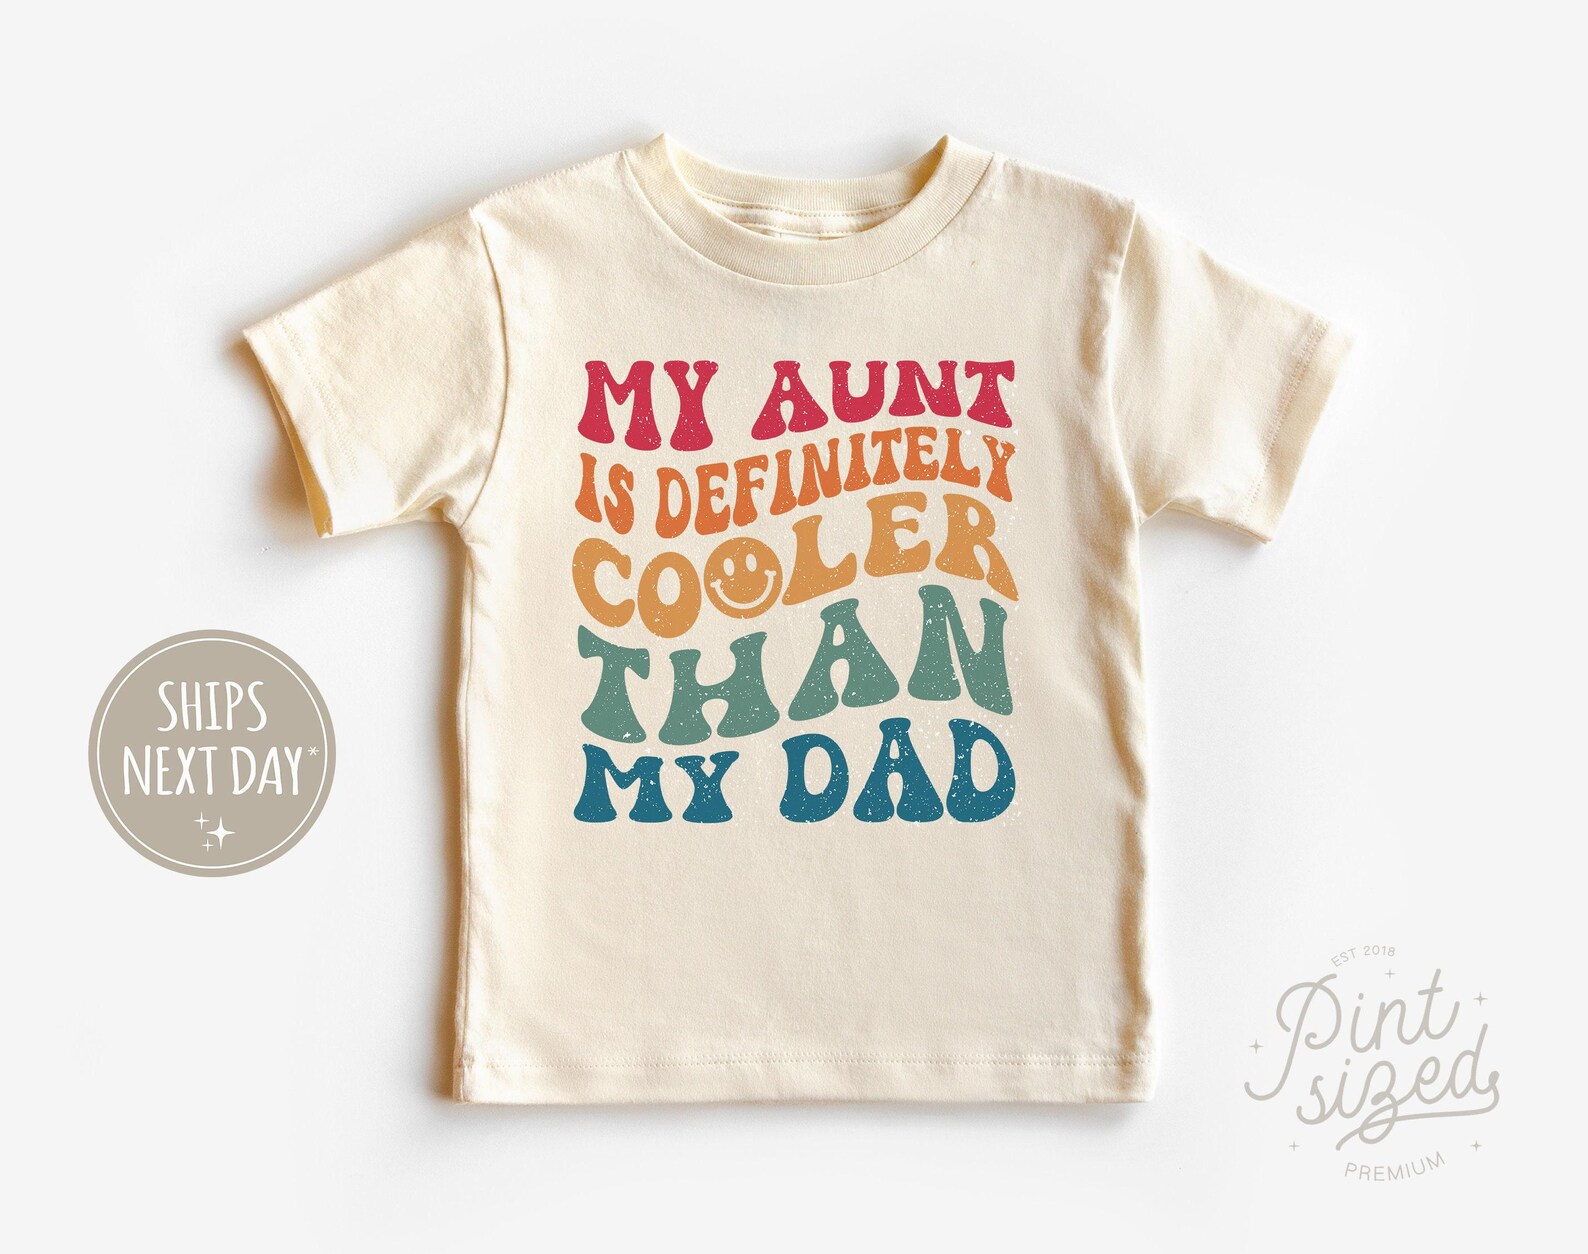 MY AUNT
IS DEFINITELY
COOLER
THAN
MY DAD
SHIPS
NEXT DAY*
EST 2018
Pint
sized
PREMIUM